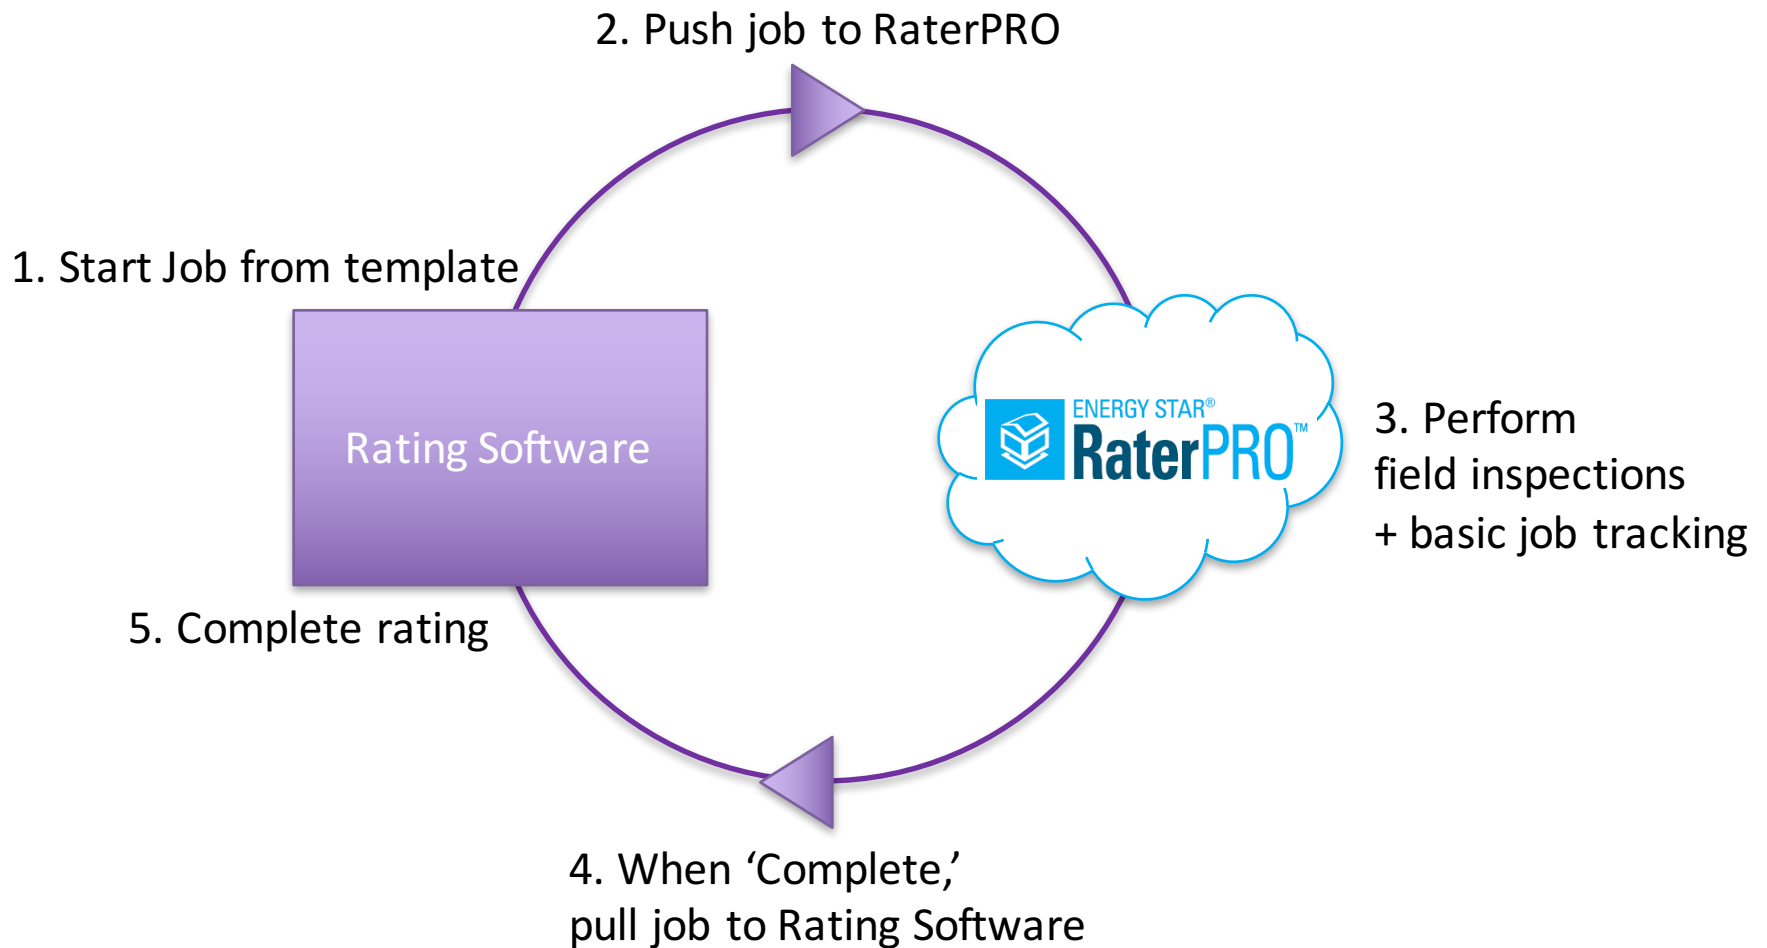 2. Push job to RaterPRO
1. Start Job from template
Rating Software
ENERGY STAR®
RaterPRO™
3. Perform
field inspections
+ basic job tracking
5. Complete rating
4. When ‘Complete,’
pull job to Rating Software